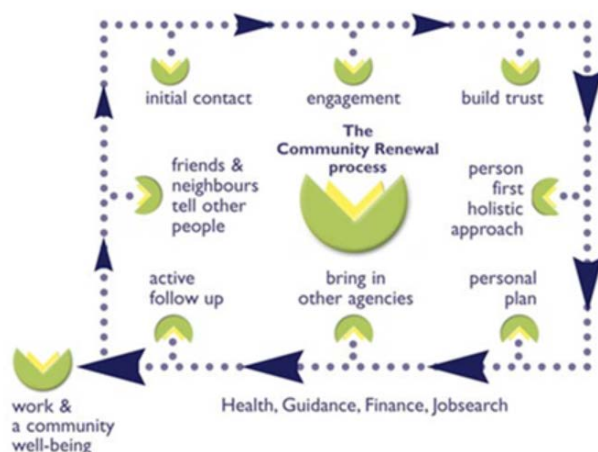 initial contact
engagement
build trust
The
Community Renewal
process
friends &
neighbours
tell other
people
person
first
holistic
approach
active
follow up
bring in
other agencies
personal
plan
work &
a community
well-being
Health, Guidance, Finance, Jobsearch